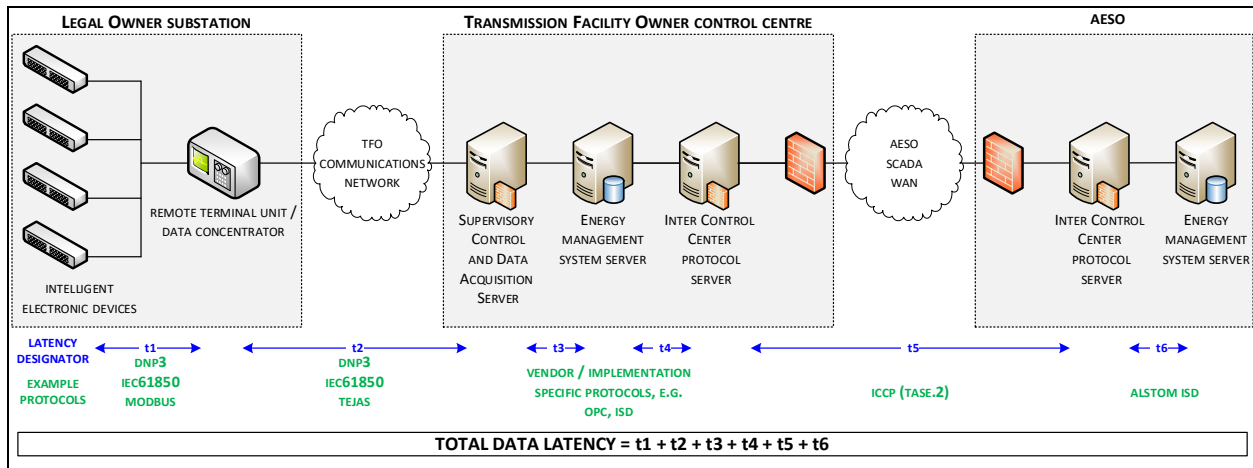 LEGAL OWNER SUBSTATION
TRANSMISSION FACILITY OWNER CONTROL CENTRE
AESO
TFO
COMMUNICATIONS
NETWORK
AESO
SCADA
WAN
REMOTE TERMINAL UNIT /
DATA CONCENTRATOR
INTELLIGENT
ELECTRONIC DEVICES
SUPERVISORY
CONTROL
AND DATA
ACQUISITION
SERVER
ENERGY
MANAGEMENT
SYSTEM SERVER
INTER CONTROL
CENTER
PROTOCOL
SERVER
INTER CONTROL
CENTER
PROTOCOL
SERVER
ENERGY
MANAGEMENT
SYSTEM SERVER
LATENCY
DESIGNATOR
t1
t2
t3
t4
t5
t6
EXAMPLE
PROTOCOLS
DNP3
IEC61850
MODBUS
DNP3
IEC61850
TEJAS
VENDOR / IMPLEMENTATION
SPECIFIC PROTOCOLS, E.G.
OPC, ISD
ICCP (TASE.2)
ALSTOM ISD
TOTAL DATA LATENCY = t1 + t2 + t3 + t4 + t5 + t6